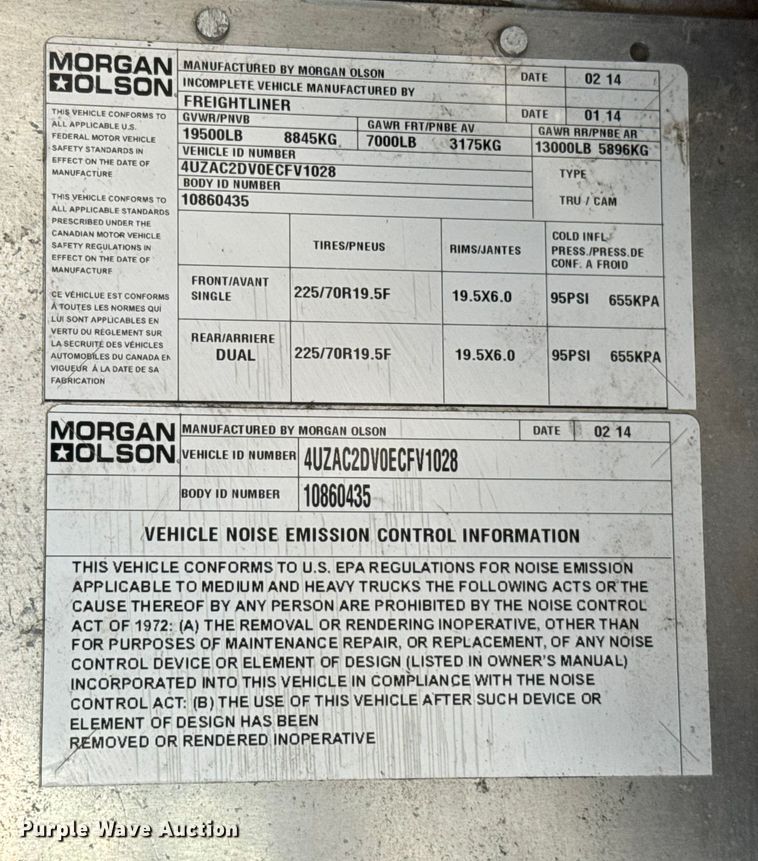 MORGAN
OLSON
MANUFACTURED BY MORGAN OLSON
DATE 02 14
INCOMPLETE VEHICLE MANUFACTURED BY
FREIGHTLINER
DATE 01 14
GVWR/PNVB
19500LB 8845KG
GAWR FRT/PNBE AV
7000LB 3175KG
GAWR RR/PNBE AR
13000LB 5896KG
VEHICLE ID NUMBER
4UZAC2DV0ECFV1028
TYPE
BODY ID NUMBER
10860435
TRU / CAM
THIS VEHICLE CONFORMS TO
ALL APPLICABLE U.S.
FEDERAL MOTOR VEHICLE
SAFETY STANDARDS IN
EFFECT ON THE DATE OF
MANUFACTURE
THIS VEHICLE CONFORMS TO
ALL APPLICABLE STANDARDS
PRESCRIBED UNDER THE
CANADIAN MOTOR VEHICLE
SAFETY REGULATIONS IN
EFFECT ON THE DATE OF
MANUFACTURE
CE VÉHICLUE EST CONFORMS
À TOUTES LES NORMES QUI
LUI SONT APPLICABLES EN
VERTU DU RÉGLEMENT SUR
LA SECRUITÉ DES VÉHICLES
AUTOMOBILES DU CANADA EN
VIGUEUR À LA DATE DE SA
FABRICATION
TIRES/PNEUS
RIMS/JANTES
COLD INFL
PRESS./PRESS.DE
CONF. A FROID
FRONT/AVANT
SINGLE
225/70R19.5F
19.5X6.0
95PSI 655KPA
REAR/ARRIERE
DUAL
225/70R19.5F
19.5X6.0
95PSI 655KPA
MORGAN
OLSON
MANUFACTURED BY MORGAN OLSON
DATE 02 14
VEHICLE ID NUMBER 4UZAC2DV0ECFV1028
BODY ID NUMBER 10860435
VEHICLE NOISE EMISSION CONTROL INFORMATION
THIS VEHICLE CONFORMS TO U.S. EPA REGULATIONS FOR NOISE EMISSION
APPLICABLE TO MEDIUM AND HEAVY TRUCKS THE FOLLOWING ACTS OR THE
CAUSE THEREOF BY ANY PERSON ARE PROHIBITED BY THE NOISE CONTROL
ACT OF 1972: (A) THE REMOVAL OR RENDERING INOPERATIVE, OTHER THAN
FOR PURPOSES OF MAINTENANCE REPAIR, OR REPLACEMENT, OF ANY NOISE
CONTROL DEVICE OR ELEMENT OF DESIGN (LISTED IN OWNER'S MANUAL)
INCORPORATED INTO THIS VEHICLE IN COMPLIANCE WITH THE NOISE
CONTROL ACT: (B) THE USE OF THIS VEHICLE AFTER SUCH DEVICE OR
ELEMENT OF DESIGN HAS BEEN
REMOVED OR RENDERED INOPERATIVE
Purple Wave Auction